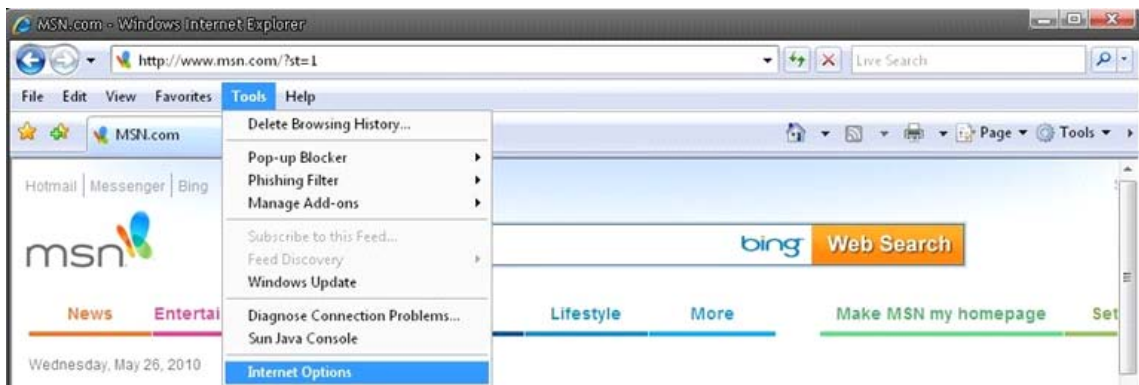 MSN.com - Windows Internet Explorer
http://www.msn.com/?st=1
Live Search
File Edit View Favorites Tools Help
MSN.com
Page Tools
Delete Browsing History...
Pop-up Blocker
Phishing Filter
Manage Add-ons
Subscribe to this Feed...
Feed Discovery
Windows Update
Diagnose Connection Problems...
Sun Java Console
Internet Options
Hotmail | Messenger | Bing
msn
bing Web Search
News Entertai Lifestyle More Make MSN my homepage Set
Wednesday, May 26, 2010